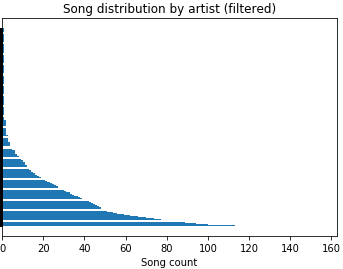 Song distribution by artist (filtered)
0 20 40 60 80 100 120 140 160
Song count